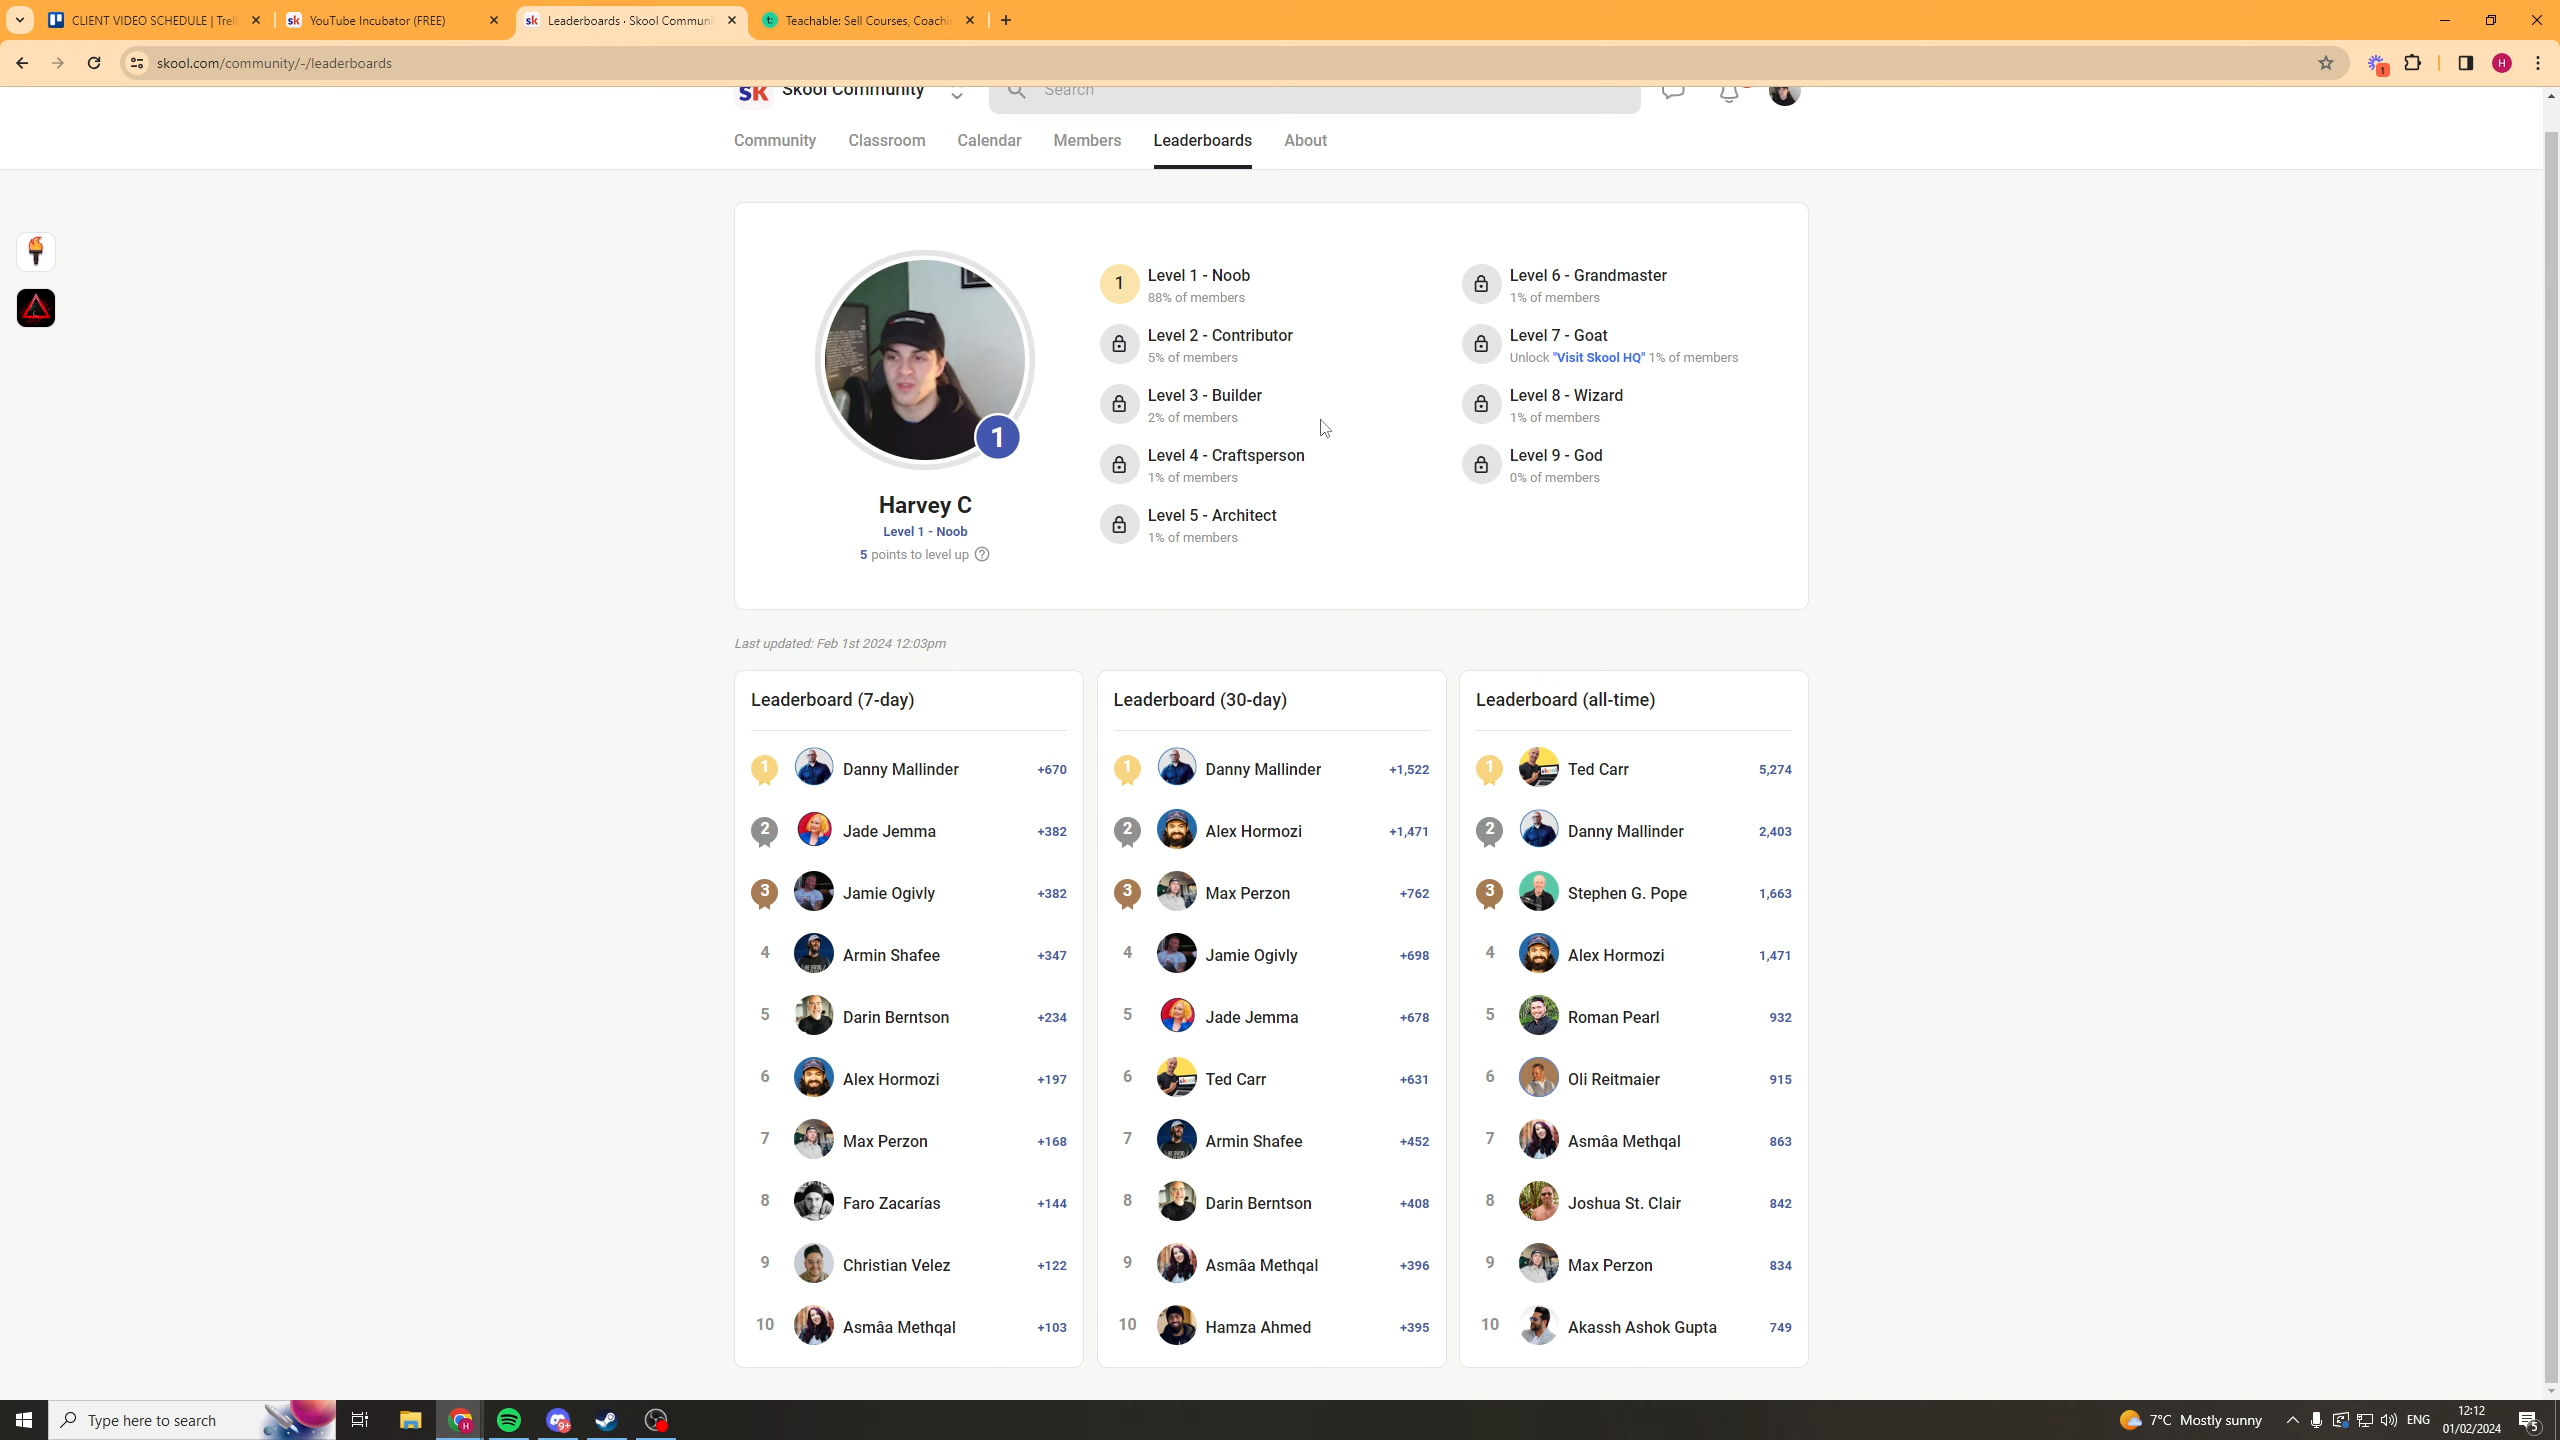 CLIENT VIDEO SCHEDULE | Trel
YouTube Incubator (FREE)
Leaderboards · Skool Communi
Teachable: Sell Courses, Coachi
skool.com/community/-/leaderboards
1
H
SK Skool Community
Search
Community Classroom Calendar Members Leaderboards About
1
Harvey C
Level 1 - Noob
5 points to level up
1 Level 1 - Noob
88% of members
Level 2 - Contributor
5% of members
Level 3 - Builder
2% of members
Level 4 - Craftsperson
1% of members
Level 5 - Architect
1% of members
Level 6 - Grandmaster
1% of members
Level 7 - Goat
Unlock "Visit Skool HQ" 1% of members
Level 8 - Wizard
1% of members
Level 9 - God
0% of members
Last updated: Feb 1st 2024 12:03pm
Leaderboard (7-day)
1 Danny Mallinder +670
2 Jade Jemma +382
3 Jamie Ogivly +382
4 Armin Shafee +347
5 Darin Berntson +234
6 Alex Hormozi +197
7 Max Perzon +168
8 Faro Zacarías +144
9 Christian Velez +122
10 Asmâa Methqal +103
Leaderboard (30-day)
1 Danny Mallinder +1,522
2 Alex Hormozi +1,471
3 Max Perzon +762
4 Jamie Ogivly +698
5 Jade Jemma +678
6 Ted Carr +631
7 Armin Shafee +452
8 Darin Berntson +408
9 Asmâa Methqal +396
10 Hamza Ahmed +395
Leaderboard (all-time)
1 Ted Carr 5,274
2 Danny Mallinder 2,403
3 Stephen G. Pope 1,663
4 Alex Hormozi 1,471
5 Roman Pearl 932
6 Oli Reitmaier 915
7 Asmâa Methqal 863
8 Joshua St. Clair 842
9 Max Perzon 834
10 Akassh Ashok Gupta 749
Type here to search
7°C Mostly sunny
ENG
12:12
01/02/2024
5